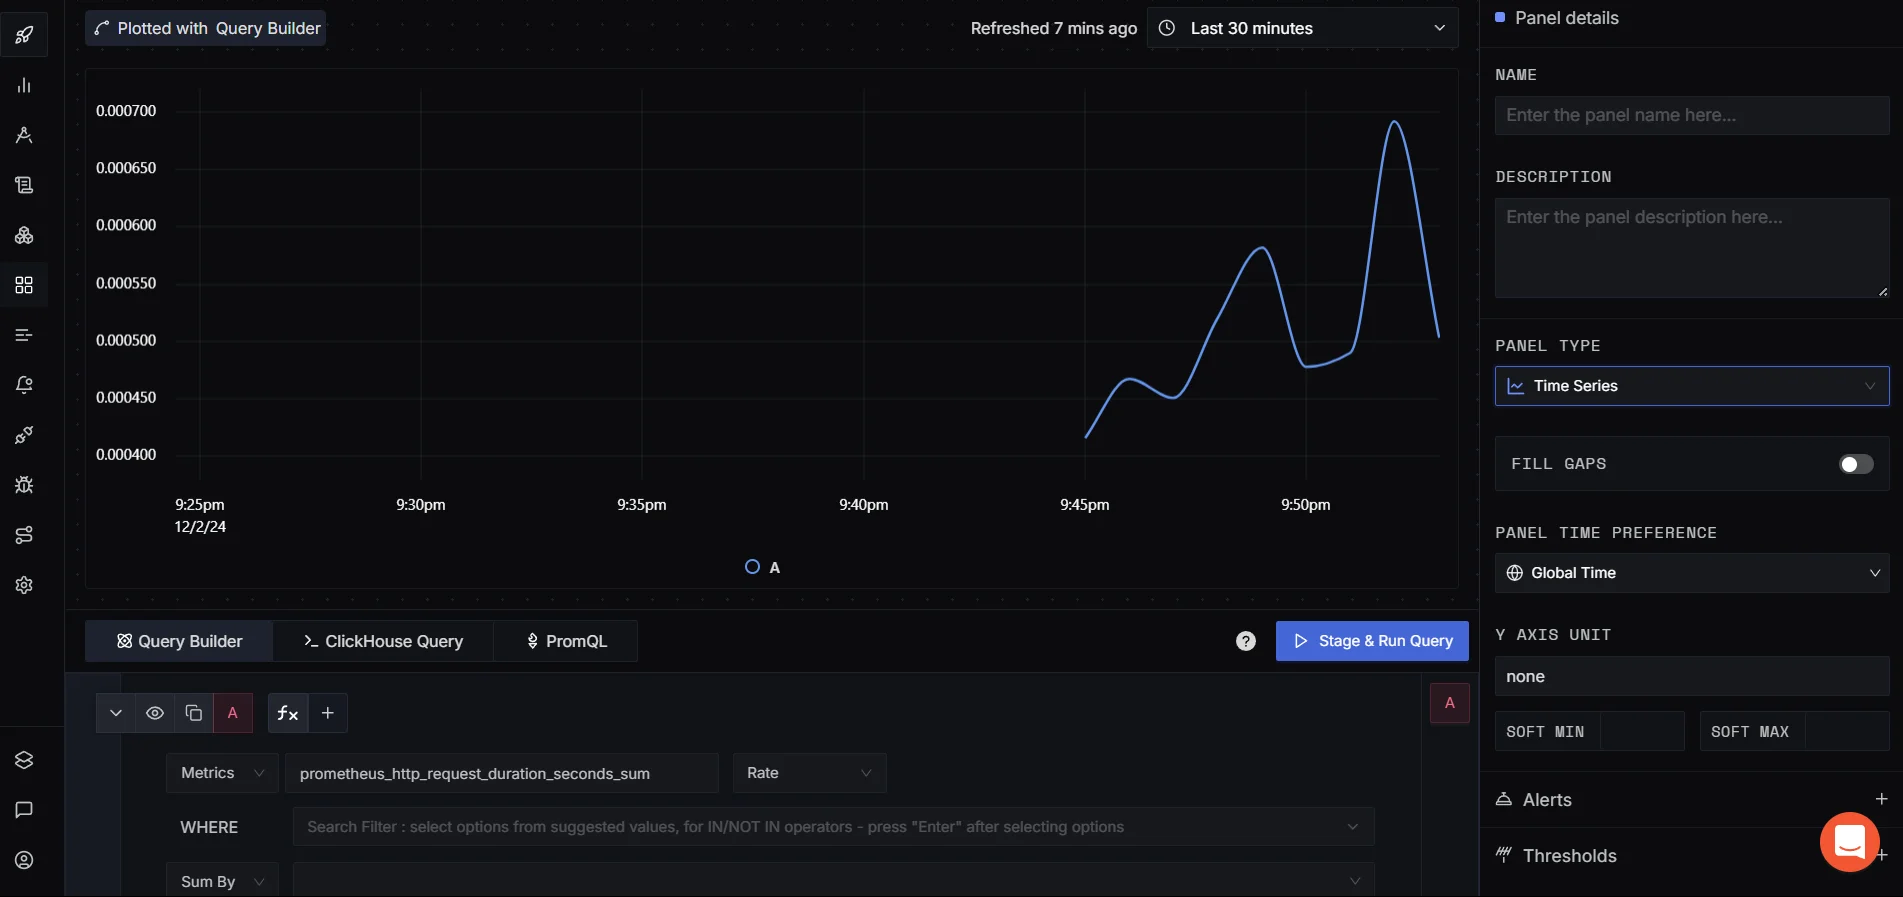 Plotted with Query Builder
Refreshed 7 mins ago
Last 30 minutes
0.000700
0.000650
0.000600
0.000550
0.000500
0.000450
0.000400
9:25pm 9:30pm 9:35pm 9:40pm 9:45pm 9:50pm
12/2/24
A
Query Builder
ClickHouse Query
PromQL
?
Stage & Run Query
A
fx
+
A
Metrics
prometheus_http_request_duration_seconds_sum
Rate
WHERE
Search Filter : select options from suggested values, for IN/NOT IN operators - press "Enter" after selecting options
Sum By
Panel details
NAME
Enter the panel name here...
DESCRIPTION
Enter the panel description here...
PANEL TYPE
Time Series
FILL GAPS
PANEL TIME PREFERENCE
Global Time
Y AXIS UNIT
none
SOFT MIN
SOFT MAX
Alerts
+
Thresholds
+